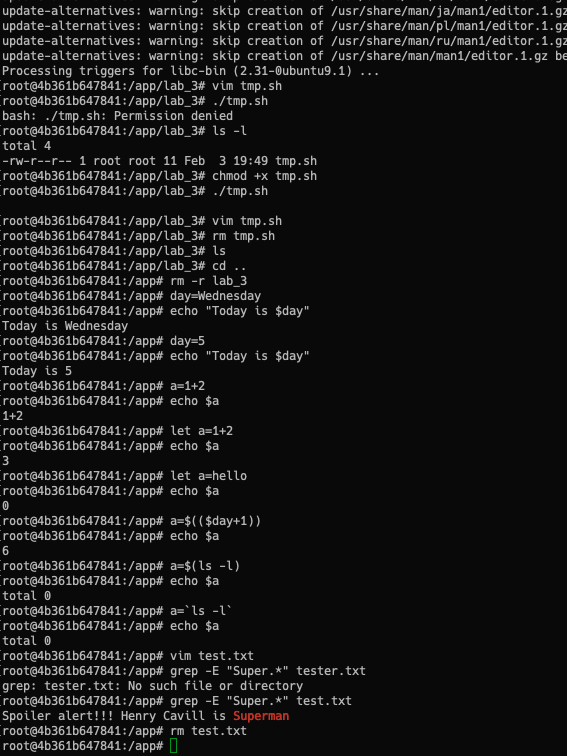 update-alternatives: warning: skip creation of /usr/share/man/ja/man1/editor.1.gz
update-alternatives: warning: skip creation of /usr/share/man/pl/man1/editor.1.gz
update-alternatives: warning: skip creation of /usr/share/man/ru/man1/editor.1.gz
update-alternatives: warning: skip creation of /usr/share/man/man1/editor.1.gz be
Processing triggers for libc-bin (2.31-0ubuntu9.1) ...
[root@4b361b647841:/app/lab_3# vim tmp.sh
[root@4b361b647841:/app/lab_3# ./tmp.sh
bash: ./tmp.sh: Permission denied
[root@4b361b647841:/app/lab_3# ls -l
total 4
-rw-r--r-- 1 root root 11 Feb  3 19:49 tmp.sh
[root@4b361b647841:/app/lab_3# chmod +x tmp.sh
[root@4b361b647841:/app/lab_3# ./tmp.sh
[root@4b361b647841:/app/lab_3# vim tmp.sh
[root@4b361b647841:/app/lab_3# rm tmp.sh
[root@4b361b647841:/app/lab_3# ls
[root@4b361b647841:/app/lab_3# cd ..
[root@4b361b647841:/app# rm -r lab_3
[root@4b361b647841:/app# day=Wednesday
[root@4b361b647841:/app# echo "Today is $day"
Today is Wednesday
[root@4b361b647841:/app# day=5
[root@4b361b647841:/app# echo "Today is $day"
Today is 5
[root@4b361b647841:/app# a=1+2
[root@4b361b647841:/app# echo $a
1+2
[root@4b361b647841:/app# let a=1+2
[root@4b361b647841:/app# echo $a
3
[root@4b361b647841:/app# let a=hello
[root@4b361b647841:/app# echo $a
0
[root@4b361b647841:/app# a=$(($day+1))
[root@4b361b647841:/app# echo $a
6
[root@4b361b647841:/app# a=$(ls -l)
[root@4b361b647841:/app# echo $a
total 0
[root@4b361b647841:/app# a=`ls -l`
[root@4b361b647841:/app# echo $a
total 0
[root@4b361b647841:/app# vim test.txt
[root@4b361b647841:/app# grep -E "Super.*" tester.txt
grep: tester.txt: No such file or directory
[root@4b361b647841:/app# grep -E "Super.*" test.txt
Spoiler alert!!! Henry Cavill is Superman
[root@4b361b647841:/app# rm test.txt
root@4b361b647841:/app#